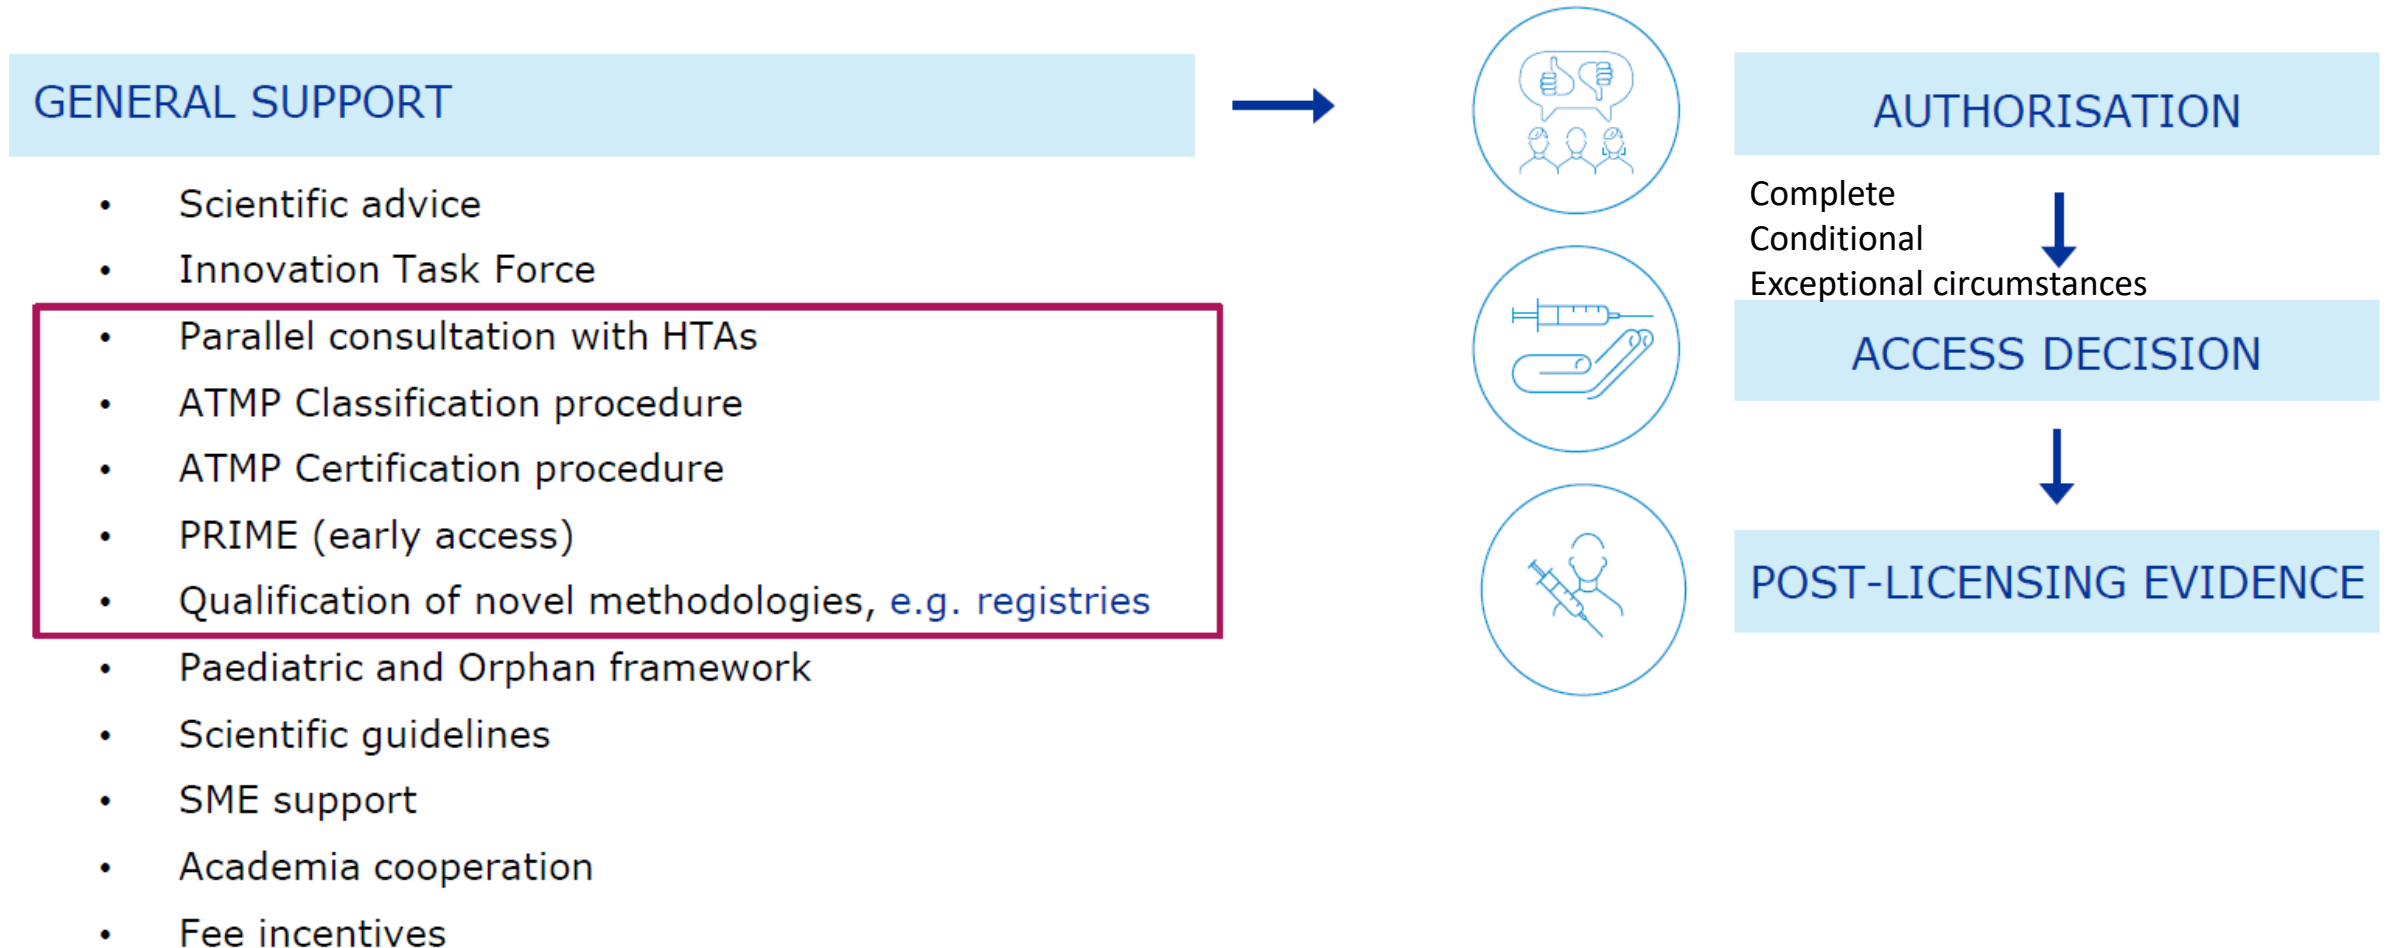 GENERAL SUPPORT
• Scientific advice
• Innovation Task Force
• Parallel consultation with HTAs
• ATMP Classification procedure
• ATMP Certification procedure
• PRIME (early access)
• Qualification of novel methodologies, e.g. registries
• Paediatric and Orphan framework
• Scientific guidelines
• SME support
• Academia cooperation
• Fee incentives
AUTHORISATION
Complete
Conditional
Exceptional circumstances
ACCESS DECISION
POST-LICENSING EVIDENCE